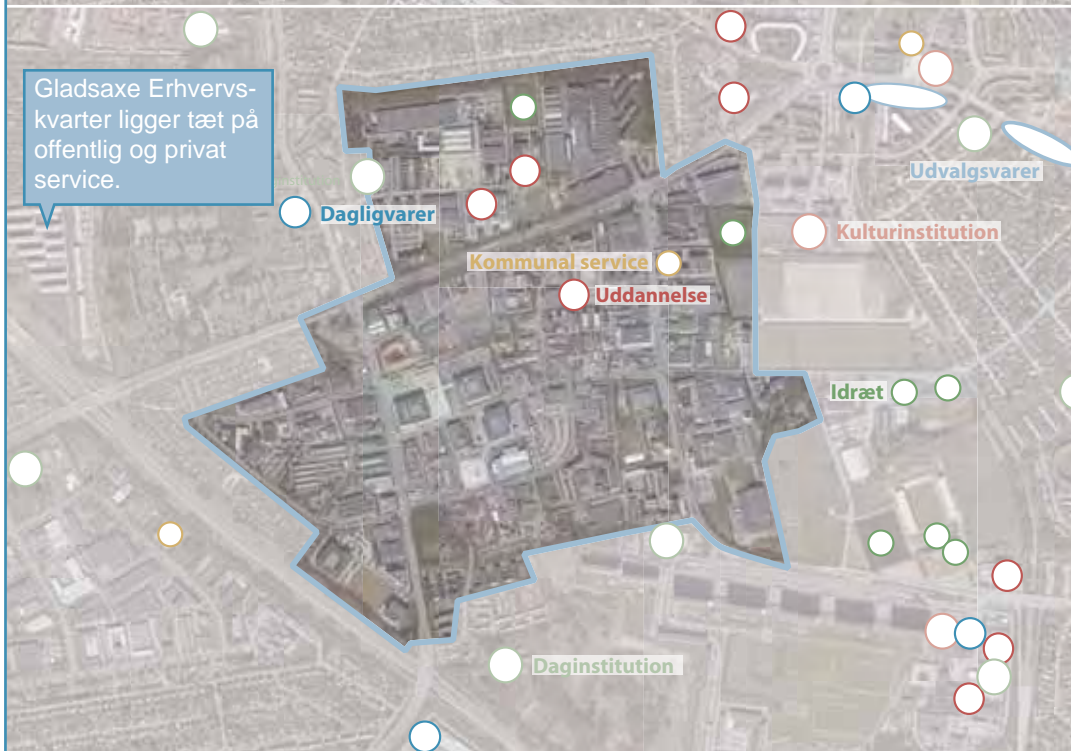 Gladsaxe Erhvervs-
kvarter ligger tæt på
offentlig og privat
service.
Udvalgsvarer
Dagligvarer
Kulturinstitution
Kommunal service
Uddannelse
Idræt
Daginstitution